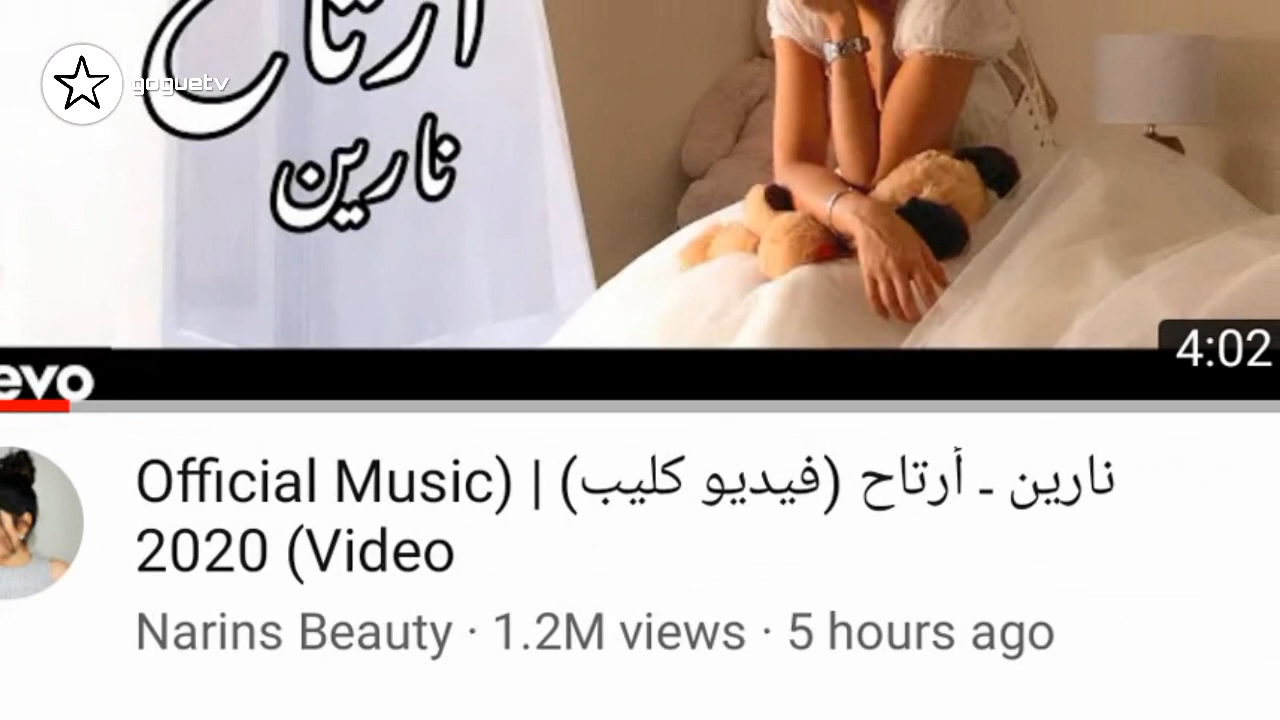 goguetv
أرتاح
نارين
4:02
evo
نارين - أرتاح (فيديو كليب) | (Official Music
2020 (Video
Narins Beauty · 1.2M views · 5 hours ago